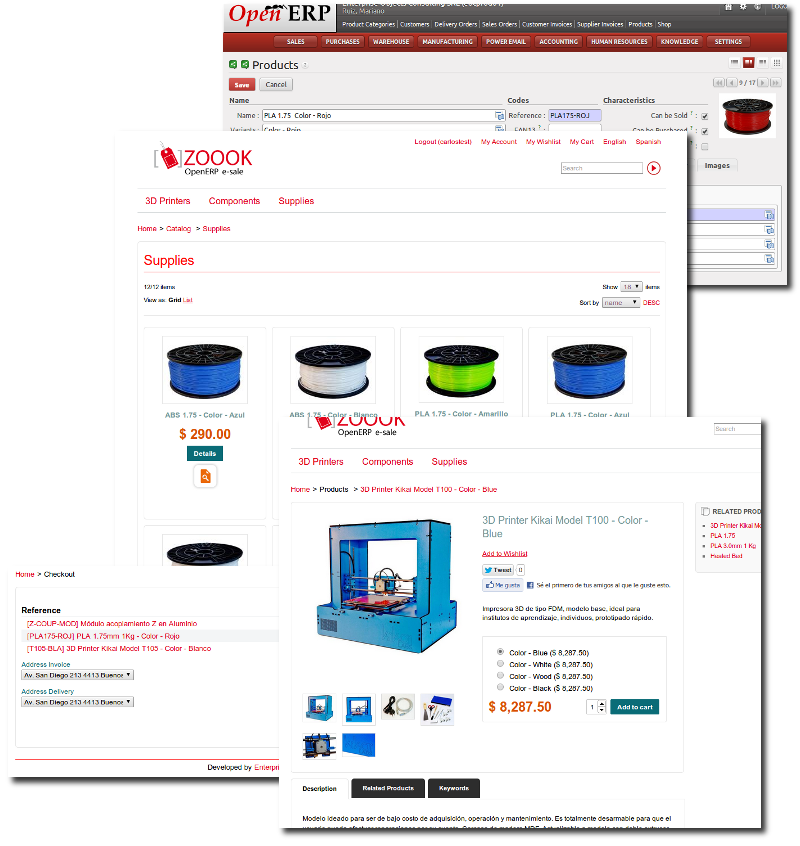 Open ERP
Ruiz, Mariano
Product Categories Customers Delivery Orders Sales Orders Customer Invoices Supplier Invoices Products Shop
SALES PURCHASES WAREHOUSE MANUFACTURING POWER EMAIL ACCOUNTING HUMAN RESOURCES KNOWLEDGE SETTINGS
Products ?
Save Cancel
9 / 17
Name Codes Characteristics
Name : PLA 1.75 Color - Rojo Reference : PLA175-ROJ Can be Sold ? :
Images
Logout (carlostest) My Account My Wishlist My Cart English Spanish
[ ]ZOOOK
OpenERP e-sale
Search
3D Printers Components Supplies
Home > Catalog > Supplies
Supplies
12/12 items
Show 18 items
View as: Grid List
Sort by name DESC
ABS 1.75 - Color - Azul
ABS 1.75 - Color - Blanco
PLA 1.75 - Color - Amarillo
PLA 1.75 - Color - Azul
$ 290.00
Details
ZOOOK
OpenERP e-sale
Search
3D Printers Components Supplies
Home > Products > 3D Printer Kikai Model T100 - Color - Blue
3D Printer Kikai Model T100 - Color -
Blue
Add to Wishlist
Tweet 0
Me gusta Sé el primero de tus amigos al que le guste esto.
Impresora 3D de tipo FDM, modelo base, ideal para
institutos de aprendizaje, individuos, prototipado rápido.
Color - Blue ($ 8,287.50)
Color - White ($ 8,287.50)
Color - Wood ($ 8,287.50)
Color - Black ($ 8,287.50)
$ 8,287.50 1 Add to cart
RELATED PROD
3D Printer Kikai Mo
PLA 1.75
PLA 3.0mm 1 Kg
Heated Bed
Description Related Products Keywords
Modelo ideado para ser de bajo costo de adquisición, operación y mantenimiento. Es totalmente desarmable para que el
Home > Checkout
Reference
[Z-COUP-MOD] Módulo acoplamiento Z en Aluminio
[PLA175-ROJ] PLA 1.75mm 1Kg - Color - Rojo
[T105-BLA] 3D Printer Kikai Model T105 - Color - Blanco
Address Invoice
Av. San Diego 213 4413 Buenos
Address Delivery
Av. San Diego 213 4413 Buenos
Developed by Enterpri